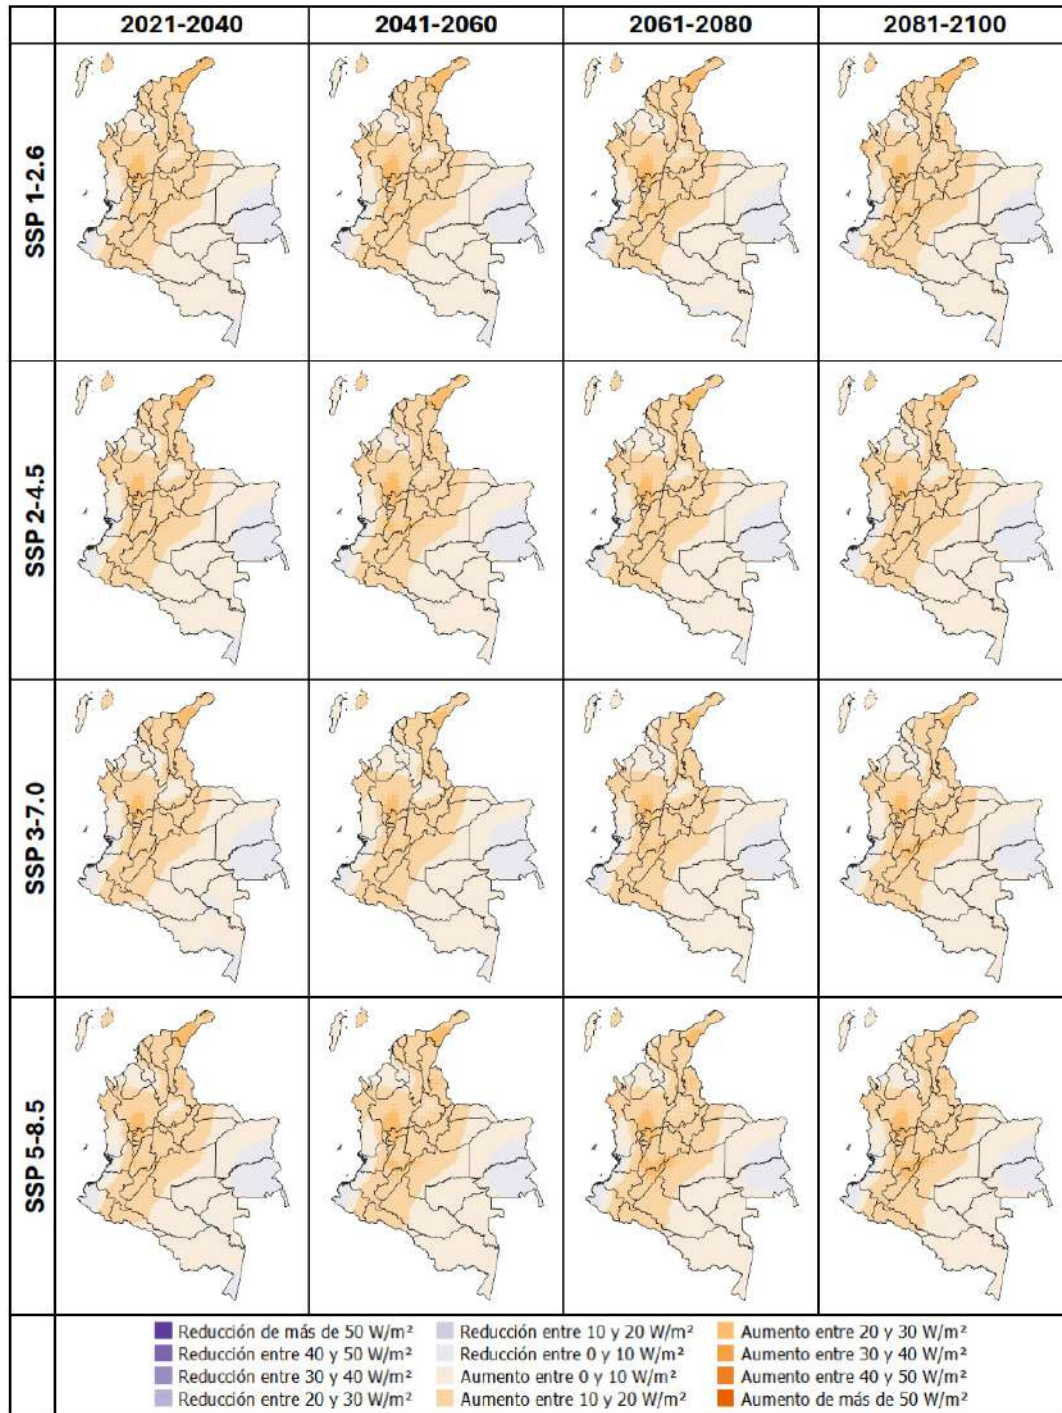 2021-2040 2041-2060 2061-2080 2081-2100
SSP 1-2.6
SSP 2-4.5
SSP 3-7.0
SSP 5-8.5
Reducción de más de 50 W/m² Reducción entre 10 y 20 W/m² Aumento entre 20 y 30 W/m²
Reducción entre 40 y 50 W/m² Reducción entre 0 y 10 W/m² Aumento entre 30 y 40 W/m²
Reducción entre 30 y 40 W/m² Aumento entre 0 y 10 W/m² Aumento entre 40 y 50 W/m²
Reducción entre 20 y 30 W/m² Aumento entre 10 y 20 W/m² Aumento de más de 50 W/m²